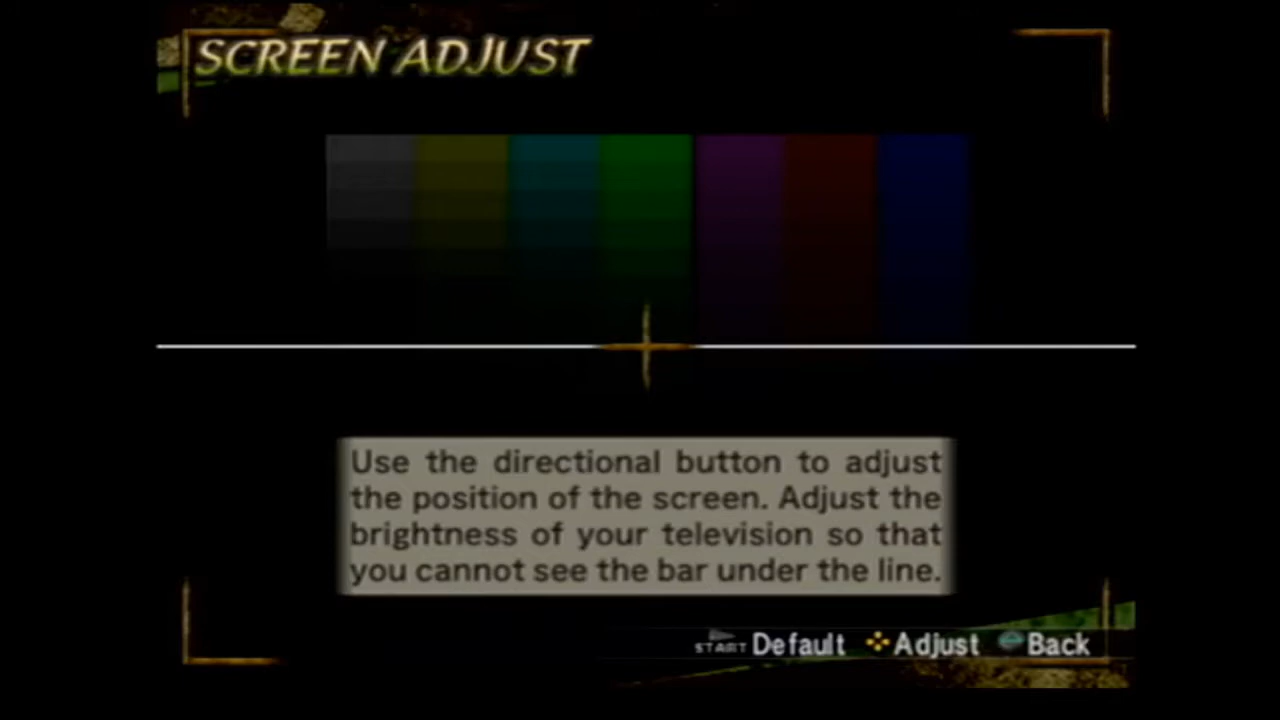 SCREEN ADJUST
Use the directional button to adjust
the position of the screen. Adjust the
brightness of your television so that
you cannot see the bar under the line.
START Default Adjust Back